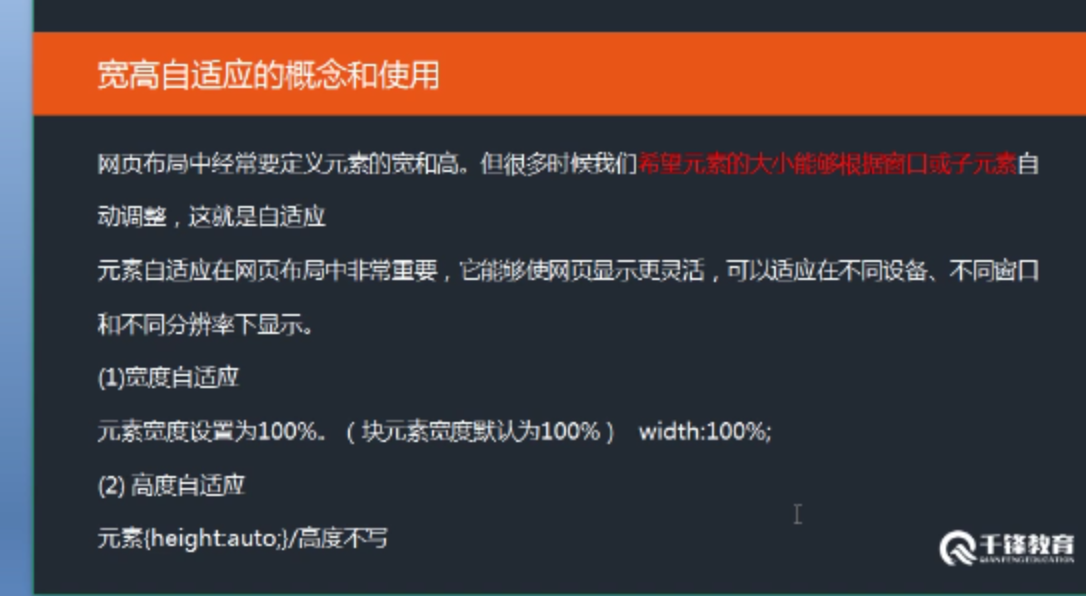 宽高自适应的概念和使用
网页布局中经常要定义元素的宽和高。但很多时候我们希望元素的大小能够根据窗口或子元素自
动调整，这就是自适应
元素自适应在网页布局中非常重要，它能够使网页显示更灵活，可以适应在不同设备、不同窗口
和不同分辨率下显示。
(1)宽度自适应
元素宽度设置为100%。（块元素宽度默认为100%） width:100%;
(2) 高度自适应
元素{height:auto;}/高度不写
千锋教育
QIANFENG EDUCATION